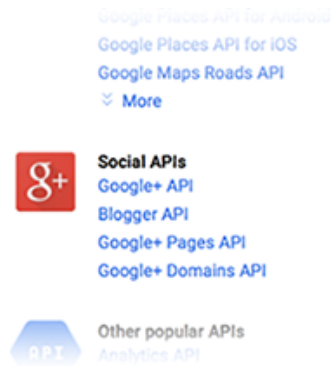 Google Places API for Android
Google Places API for iOS
Google Maps Roads API
More
g+
Social APIs
Google+ API
Blogger API
Google+ Pages API
Google+ Domains API
Other popular APIs
API
Analytics API